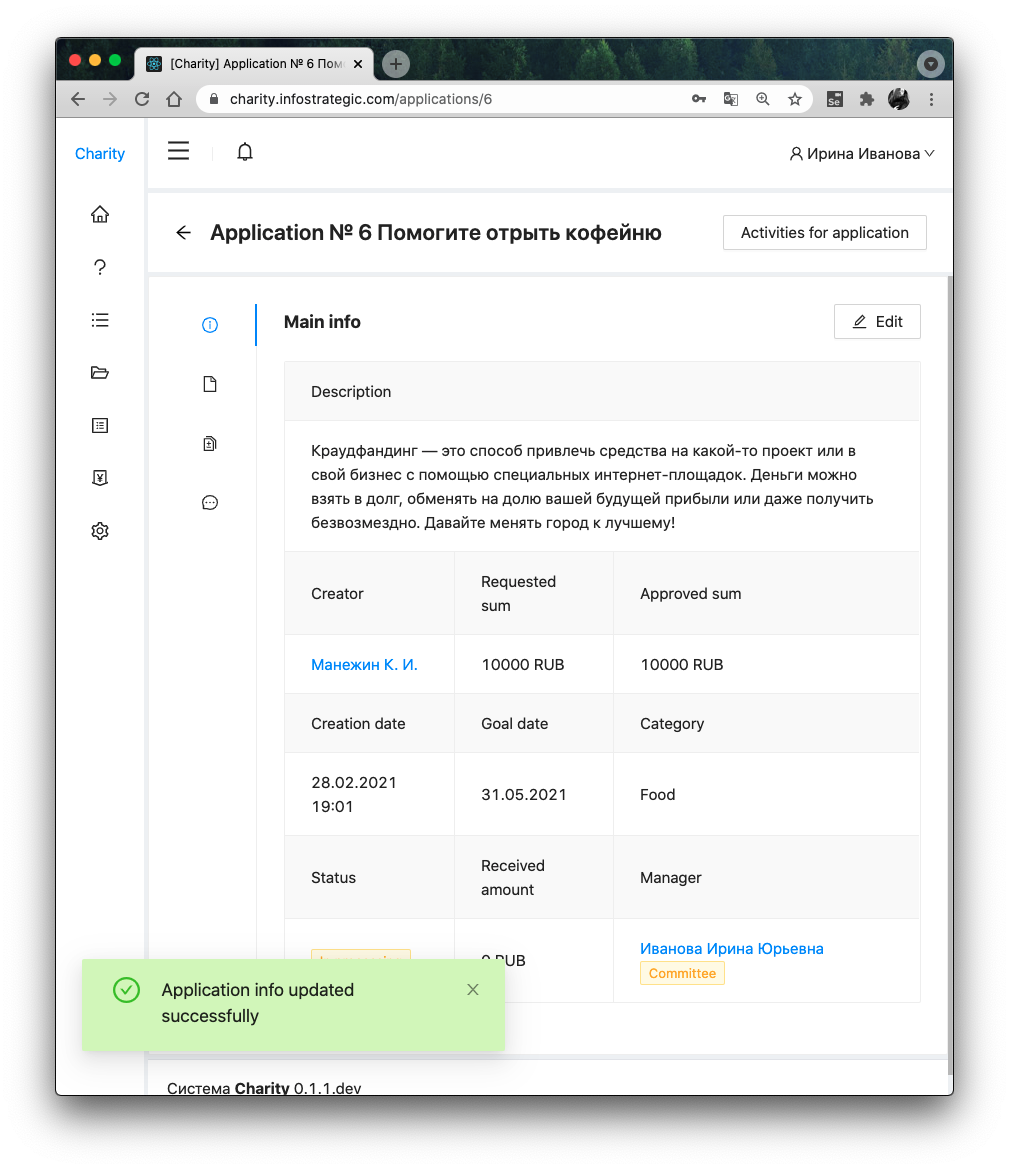 [Charity] Application № 6 Пом
charity.infostrategic.com/applications/6
Se
Charity
Ирина Иванова
Application № 6 Помогите отрыть кофейню
Activities for application
Main info
Edit
Description
Краудфандинг — это способ привлечь средства на какой-то проект или в
свой бизнес с помощью специальных интернет-площадок. Деньги можно
взять в долг, обменять на долю вашей будущей прибыли или даже получить
безвозмездно. Давайте менять город к лучшему!
Creator
Requested
sum
Approved sum
Манежин К. И.
10000 RUB
10000 RUB
Creation date
Goal date
Category
28.02.2021
19:01
31.05.2021
Food
Status
Received
amount
Manager
0 RUB
Иванова Ирина Юрьевна
Committee
Application info updated
successfully
Система Charity 0.1.1.dev